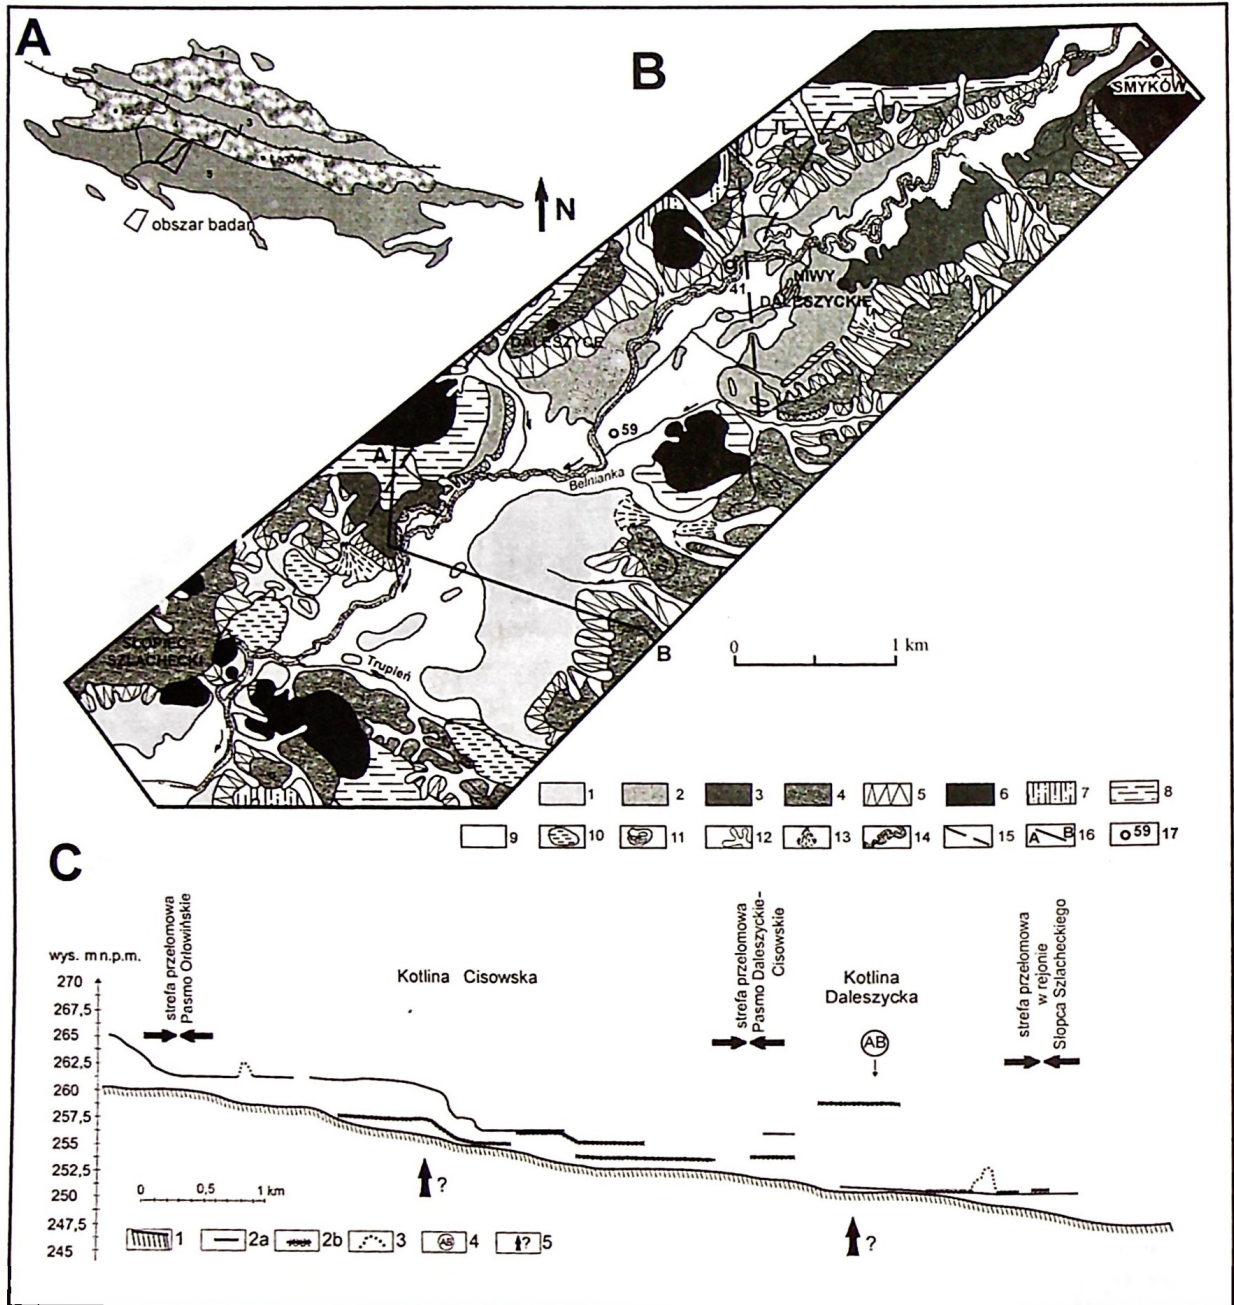 A
1
3
4
5
N
obszar badań
B
SMYKÓW
NIWY
DALESZYCKIE
41
DALESZYCE
59
A
Belnianka
SŁOPIEC
SZLACHECKI
Trupień
B
0 1 km
1 2 3 4 5 6 7 8
9 10 11 12 13 14 15 A B 16 59 17
C
wys. m n.p.m.
270
267,5
265
262,5
260
257,5
255
252,5
250
247,5
245
strefa przełomowa
Pasmo Orłowińskie
Kotlina Cisowska
strefa przełomowa
Pasmo Daleszyckie-
Cisowskie
Kotlina
Daleszycka
AB
strefa przełomowa
w rejonie
Słopca Szlacheckiego
?
?
0 0,5 1 km
1 2a 2b 3 AB 4 ? 5